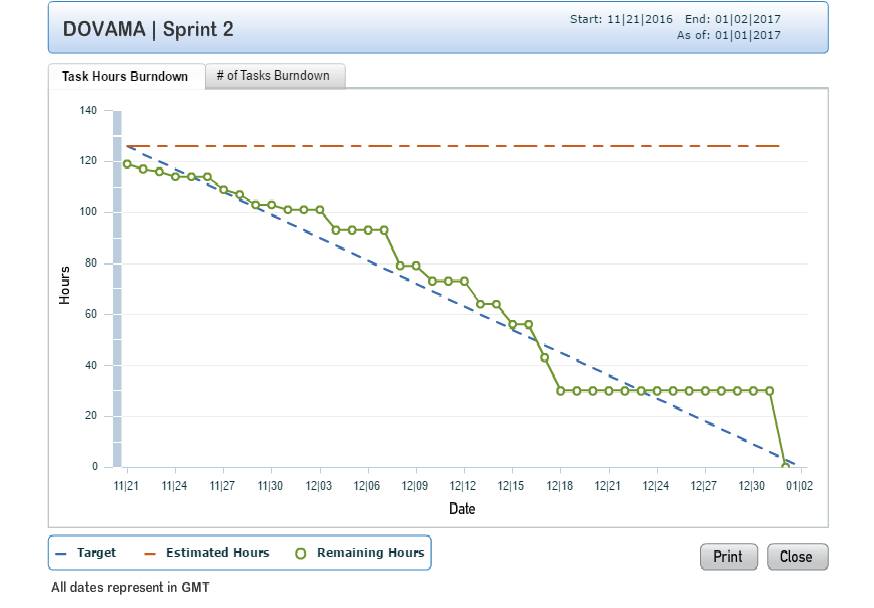 DOVAMA | Sprint 2
Start: 11|21|2016 End: 01|02|2017
As of: 01|01|2017
Task Hours Burndown
# of Tasks Burndown
140
120
100
80
60
40
20
0
Hours
11|21 11|24 11|27 11|30 12|03 12|06 12|09 12|12 12|15 12|18 12|21 12|24 12|27 12|30 01|02
Date
Target Estimated Hours Remaining Hours
Print Close
All dates represent in GMT